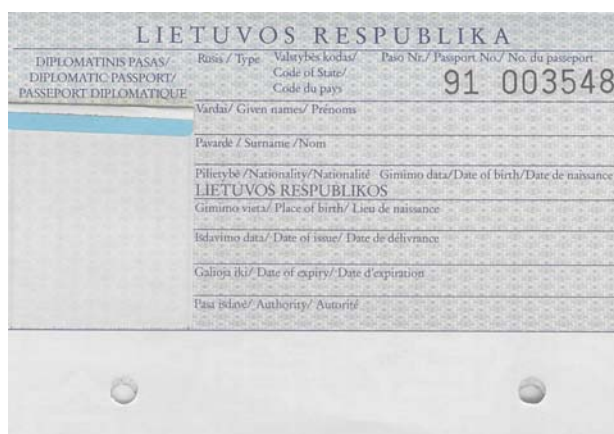 LIETUVOS RESPUBLIKA
DIPLOMATINIS PASAS/
DIPLOMATIC PASSPORT/
PASSEPORT DIPLOMATIQUE
Rūšis / Type
Valstybės kodas/
Code of State/
Code du pays
Paso Nr./ Passport No./ No. du passeport
91 003548
Vardai/ Given names/ Prénoms
Pavardė / Surname /Nom
Pilietybė /Nationality/Nationalité Gimimo data/Date of birth/Date de naissance
LIETUVOS RESPUBLIKOS
Gimimo vieta/ Place of birth/ Lieu de naissance
Išdavimo data/ Date of issue/ Date de délivrance
Galioja iki/ Date of expiry/ Date d'expiration
Pasą išdavė/ Authority/ Autorité